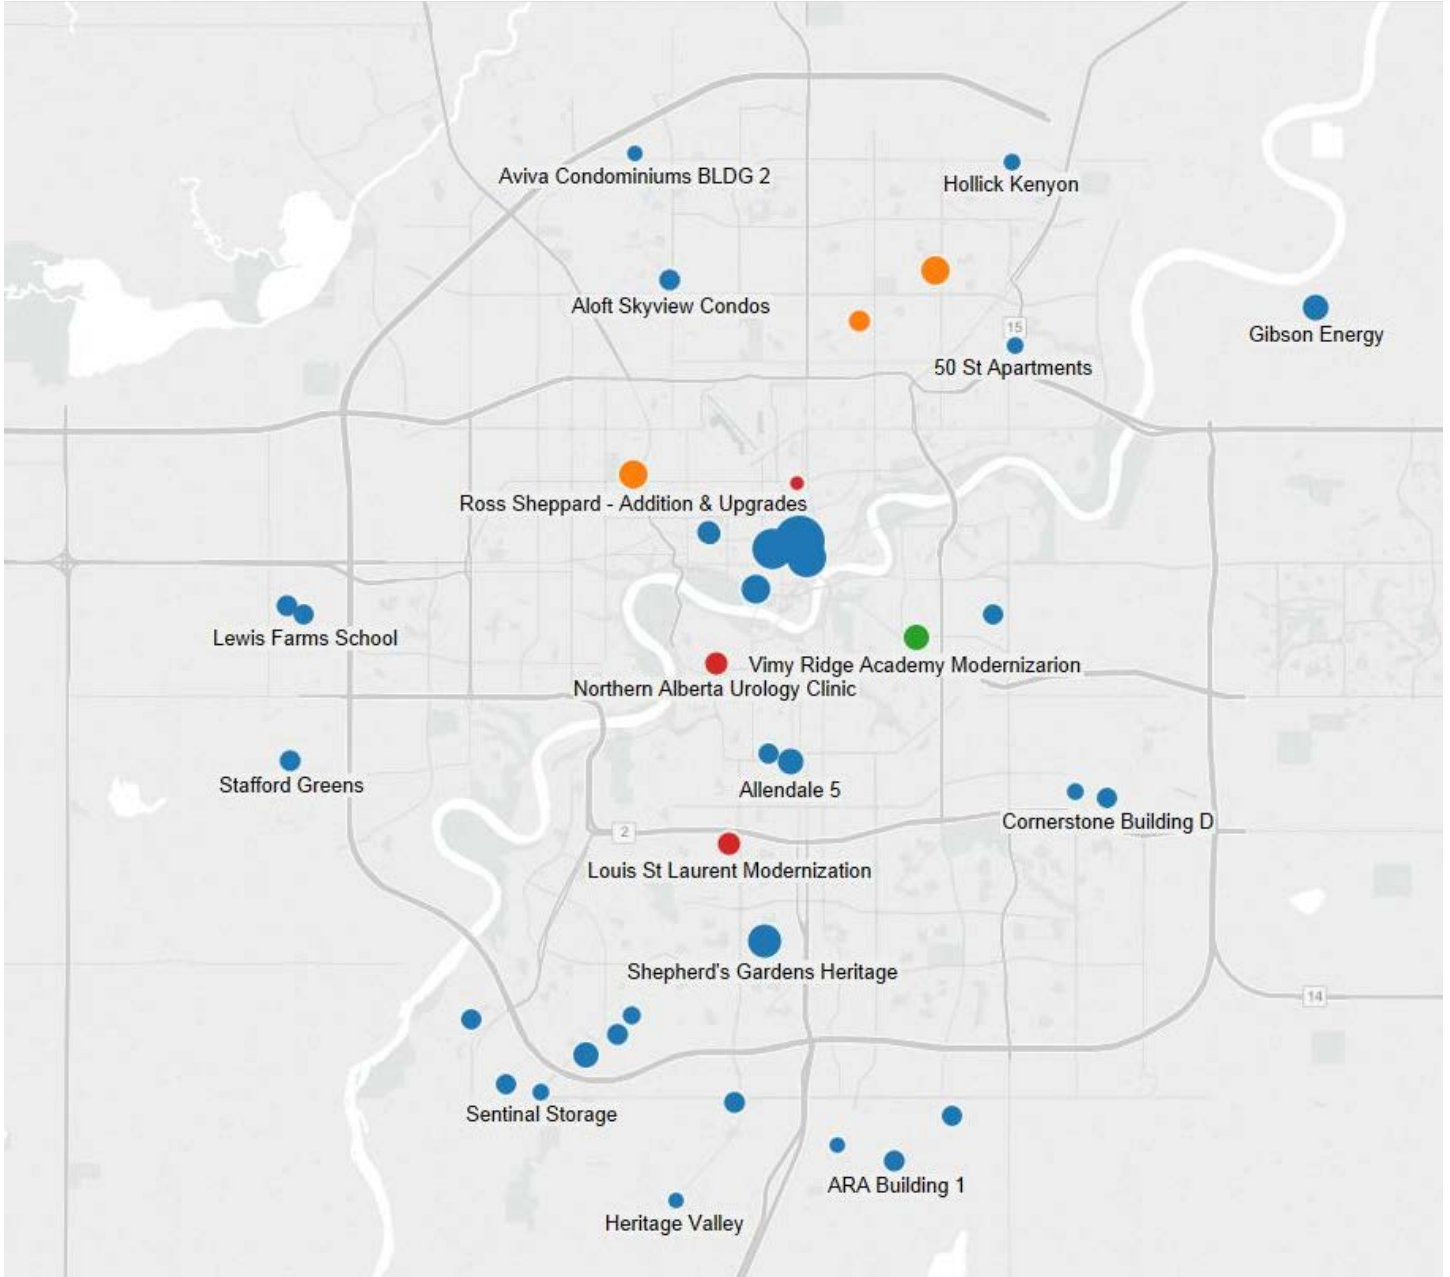 Aviva Condominiums BLDG 2
Hollick Kenyon
Aloft Skyview Condos
15
Gibson Energy
50 St Apartments
Ross Sheppard - Addition & Upgrades
Lewis Farms School
Vimy Ridge Academy Modernizarion
Northern Alberta Urology Clinic
Stafford Greens
Allendale 5
Cornerstone Building D
2
Louis St Laurent Modernization
Shepherd's Gardens Heritage
14
Sentinal Storage
ARA Building 1
Heritage Valley